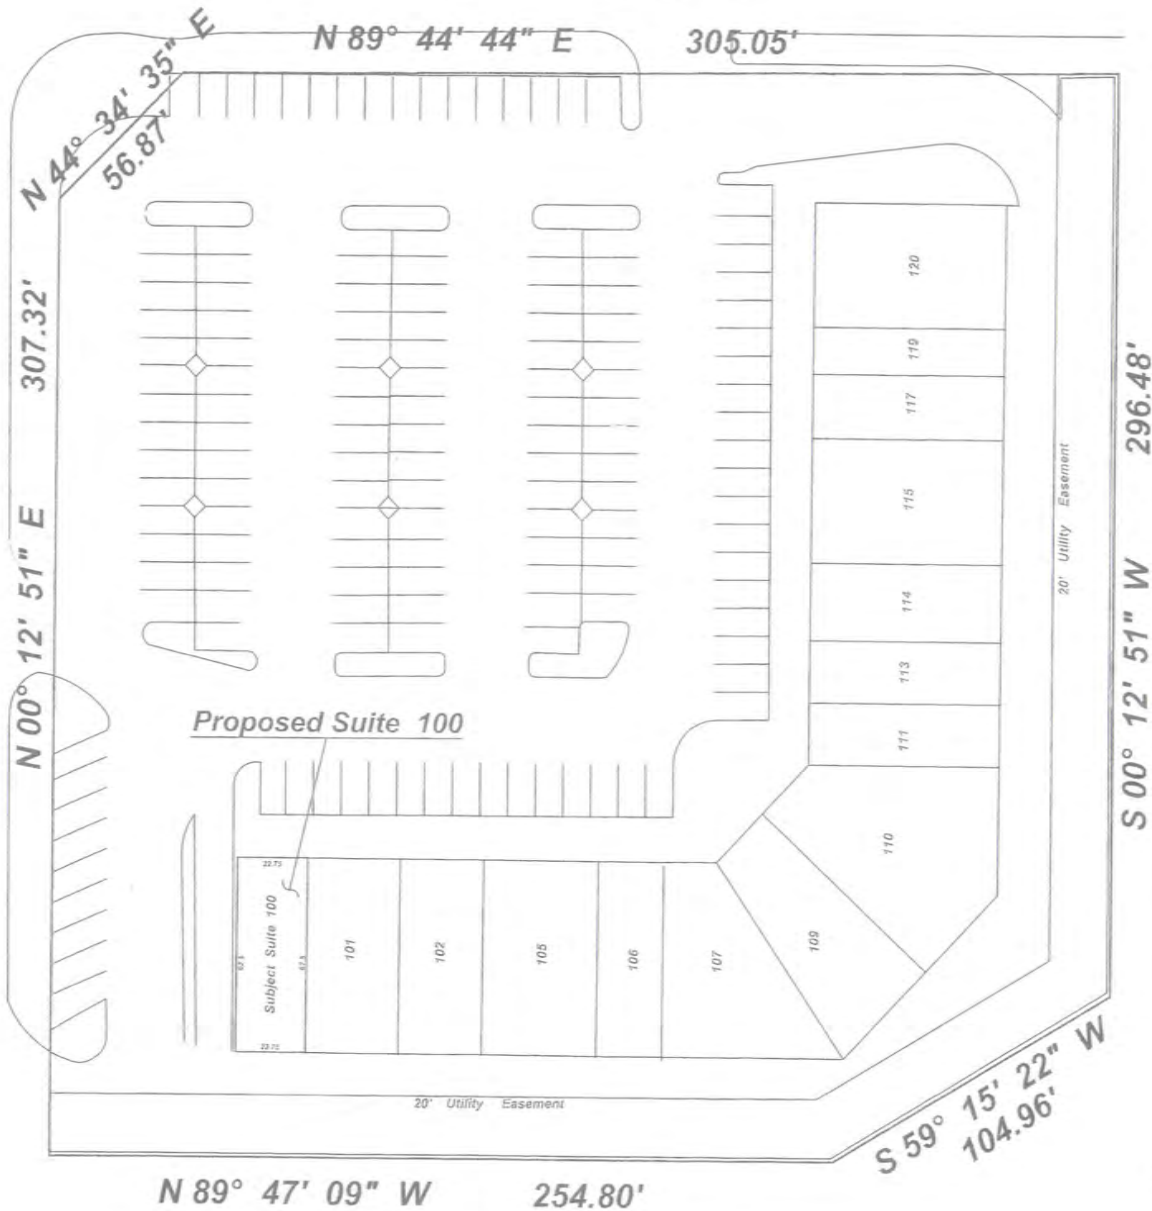 N 89° 44' 44" E 305.05'
N 44° 34' 35" E
56.87'
N 00° 12' 51" E 307.32'
120
119
117
115
114
113
111
110
109
20' Utility Easement
S 00° 12' 51" W 296.48'
Proposed Suite 100
22.75
Subject Suite 100
101
102
105
106
107
20' Utility Easement
S 59° 15' 22" W
104.96'
N 89° 47' 09" W 254.80'